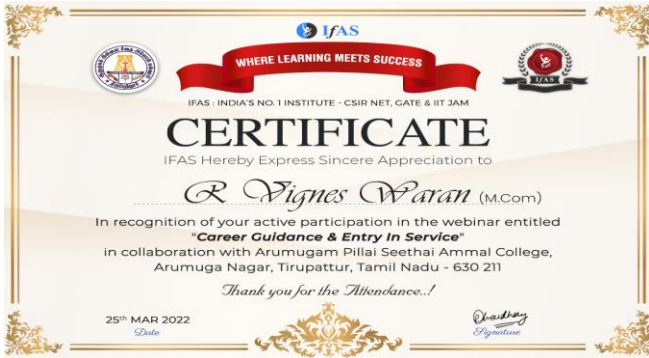 IfAS
WHERE LEARNING MEETS SUCCESS
IFAS
IFAS : INDIA'S NO. 1 INSTITUTE - CSIR NET, GATE & IIT JAM
CERTIFICATE
IFAS Hereby Express Sincere Appreciation to
R Vignes Waran (M.Com)
In recognition of your active participation in the webinar entitled
"Career Guidance & Entry In Service"
in collaboration with Arumugam Pillai Seethai Ammal College,
Arumuga Nagar, Tirupattur, Tamil Nadu - 630 211
Thank you for the Attendance..!
25th MAR 2022
Date
Chaudhary
Signature